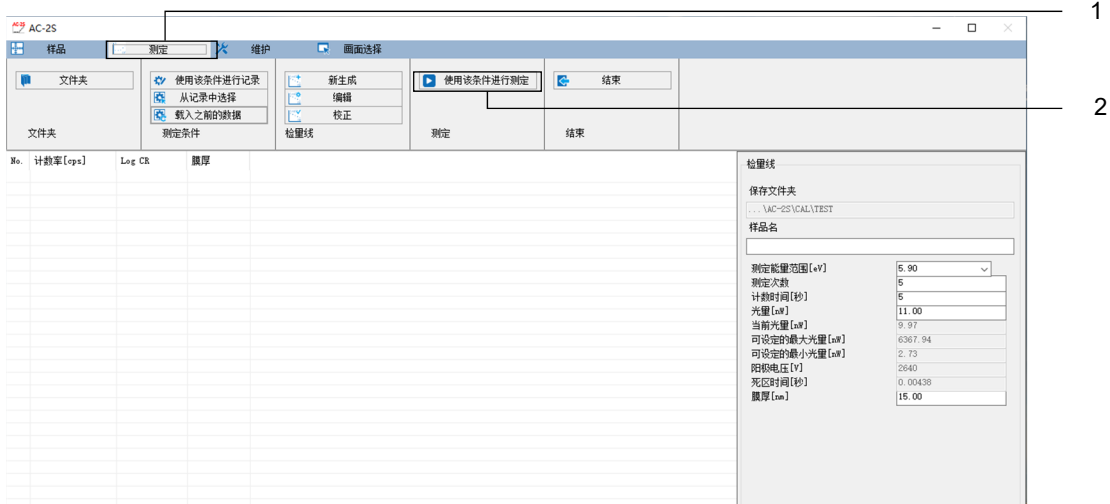 1
AC-2S
样品 测定 维护 画面选择
文件夹 使用该条件进行记录 新生成 使用该条件进行测定 结束
从记录中选择 编辑
载入之前的数据 校正
2
文件夹 测定条件 检量线 测定 结束
No. 计数率[cps] Log CR 膜厚
检量线
保存文件夹
...\AC-2S\CAL\TEST
样品名
测定能量范围[eV] 5.90
测定次数 5
计数时间[秒] 5
光量[nW] 11.00
当前光量[nW] 9.97
可设定的最大光量[nW] 6367.94
可设定的最小光量[nW] 2.73
阳极电压[V] 2640
死区时间[秒] 0.00438
膜厚[nm] 15.00